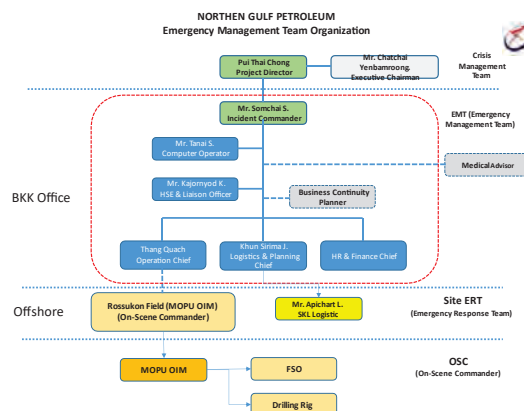 NORTHEN GULF PETROLEUM
Emergency Management Team Organization
Pui Thai Chong
Project Director
Mr. Chatchai
Yenbamroong,
Executive Chairman
Crisis
Management
Team
Mr. Somchai S.
Incident Commander
EMT (Emergency
Management Team)
Mr. Tanai S.
Computer Operator
Medical Advisor
BKK Office
Mr. Kajornyod K.
HSE & Liaison Officer
Business Continuity
Planner
Thang Quach
Operation Chief
Khun Sirima J.
Logistics & Planning
Chief
HR & Finance Chief
Offshore
Rossukon Field (MOPU OIM)
(On-Scene Commander)
Mr. Apichart L.
SKL Logistic
Site ERT
(Emergency Response Team)
MOPU OIM
FSO
OSC
(On-Scene Commander)
Drilling Rig